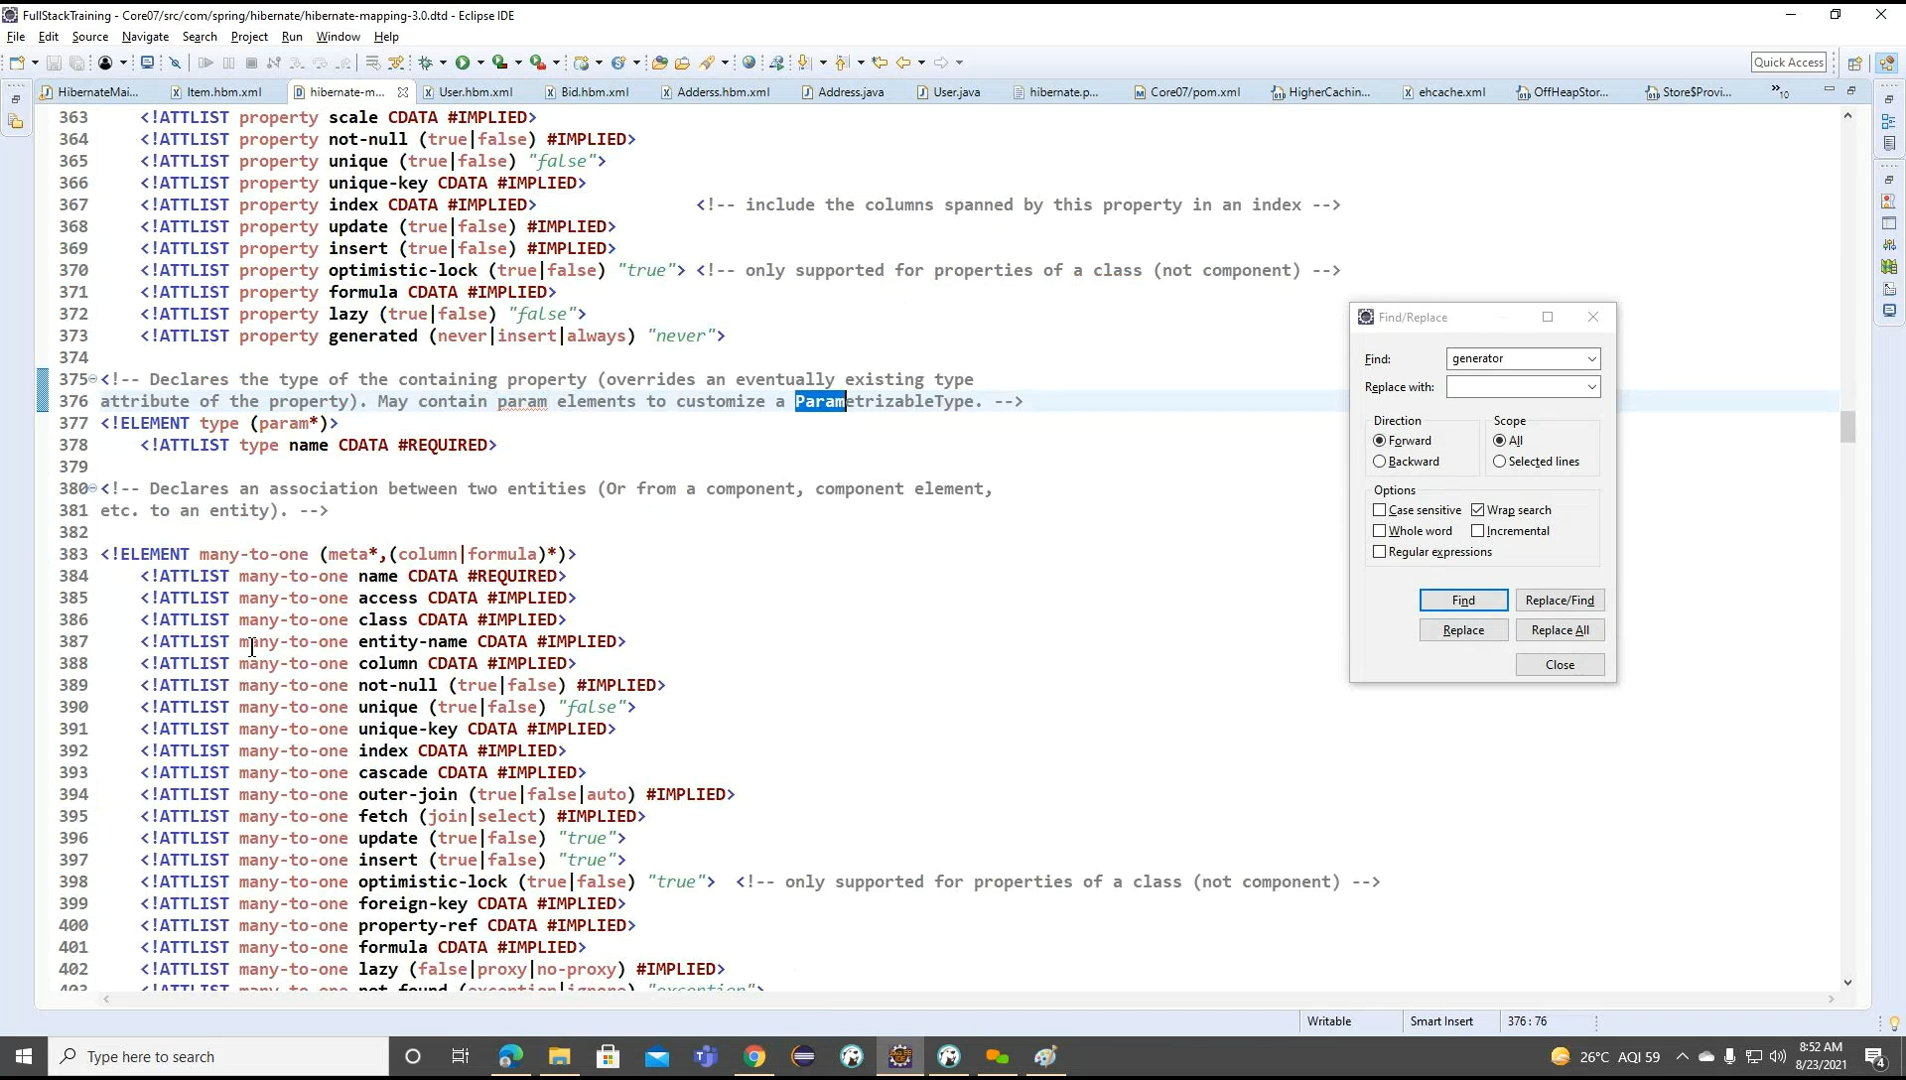 FullStackTraining - Core07/src/com/spring/hibernate/hibernate-mapping-3.0.dtd - Eclipse IDE
File Edit Source Navigate Search Project Run Window Help
Quick Access
HibernateMai... Item.hbm.xml hibernate-m... User.hbm.xml Bid.hbm.xml Adderss.hbm.xml Address.java User.java hibernate.p... Core07/pom.xml HigherCachin... ehcache.xml OffHeapStor... Store$Provi... »10
363 <!ATTLIST property scale CDATA #IMPLIED>
364 <!ATTLIST property not-null (true|false) #IMPLIED>
365 <!ATTLIST property unique (true|false) "false">
366 <!ATTLIST property unique-key CDATA #IMPLIED>
367 <!ATTLIST property index CDATA #IMPLIED> <!-- include the columns spanned by this property in an index -->
368 <!ATTLIST property update (true|false) #IMPLIED>
369 <!ATTLIST property insert (true|false) #IMPLIED>
370 <!ATTLIST property optimistic-lock (true|false) "true"> <!-- only supported for properties of a class (not component) -->
371 <!ATTLIST property formula CDATA #IMPLIED>
372 <!ATTLIST property lazy (true|false) "false">
373 <!ATTLIST property generated (never|insert|always) "never">
374
375 <!-- Declares the type of the containing property (overrides an eventually existing type
376 attribute of the property). May contain param elements to customize a ParametrizableType. -->
377 <!ELEMENT type (param*)>
378 <!ATTLIST type name CDATA #REQUIRED>
379
380 <!-- Declares an association between two entities (Or from a component, component element,
381 etc. to an entity). -->
382
383 <!ELEMENT many-to-one (meta*,(column|formula)*)>
384 <!ATTLIST many-to-one name CDATA #REQUIRED>
385 <!ATTLIST many-to-one access CDATA #IMPLIED>
386 <!ATTLIST many-to-one class CDATA #IMPLIED>
387 <!ATTLIST many-to-one entity-name CDATA #IMPLIED>
388 <!ATTLIST many-to-one column CDATA #IMPLIED>
389 <!ATTLIST many-to-one not-null (true|false) #IMPLIED>
390 <!ATTLIST many-to-one unique (true|false) "false">
391 <!ATTLIST many-to-one unique-key CDATA #IMPLIED>
392 <!ATTLIST many-to-one index CDATA #IMPLIED>
393 <!ATTLIST many-to-one cascade CDATA #IMPLIED>
394 <!ATTLIST many-to-one outer-join (true|false|auto) #IMPLIED>
395 <!ATTLIST many-to-one fetch (join|select) #IMPLIED>
396 <!ATTLIST many-to-one update (true|false) "true">
397 <!ATTLIST many-to-one insert (true|false) "true">
398 <!ATTLIST many-to-one optimistic-lock (true|false) "true"> <!-- only supported for properties of a class (not component) -->
399 <!ATTLIST many-to-one foreign-key CDATA #IMPLIED>
400 <!ATTLIST many-to-one property-ref CDATA #IMPLIED>
401 <!ATTLIST many-to-one formula CDATA #IMPLIED>
402 <!ATTLIST many-to-one lazy (false|proxy|no-proxy) #IMPLIED>
403 <!ATTLIST many-to-one not-found (exception|ignore) "exception">
Find/Replace
Find: generator
Replace with:
Direction
Forward
Backward
Scope
All
Selected lines
Options
Case sensitive Wrap search
Whole word Incremental
Regular expressions
Find Replace/Find
Replace Replace All
Close
Writable Smart Insert 376 : 76
Type here to search
26°C AQI 59
8:52 AM
8/23/2021
4